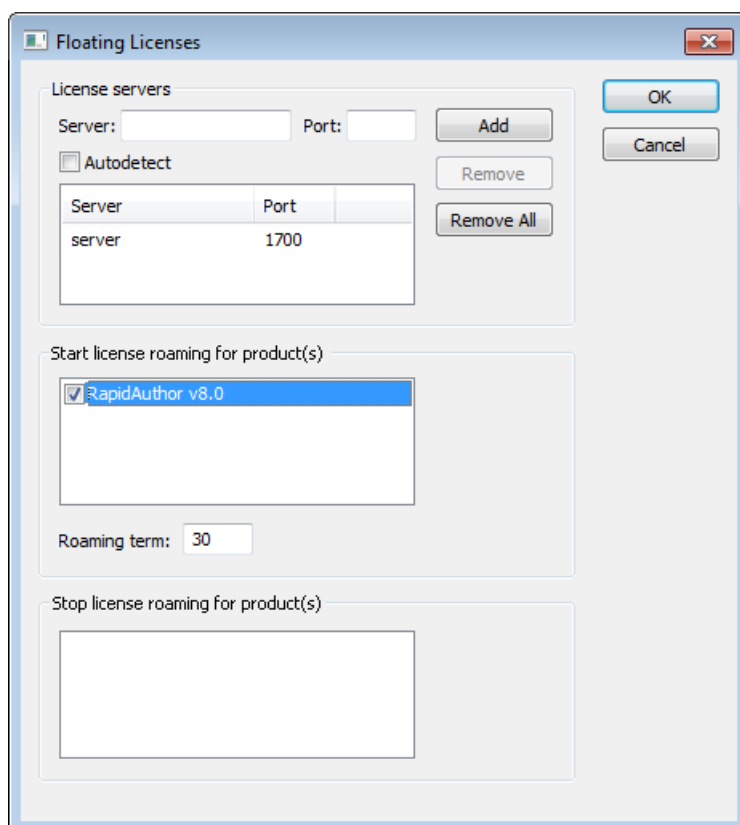 Floating Licenses
License servers
Server: Port: Add
Autodetect
Remove
Server Port
Remove All
server 1700
OK
Cancel
Start license roaming for product(s)
RapidAuthor v8.0
Roaming term: 30
Stop license roaming for product(s)